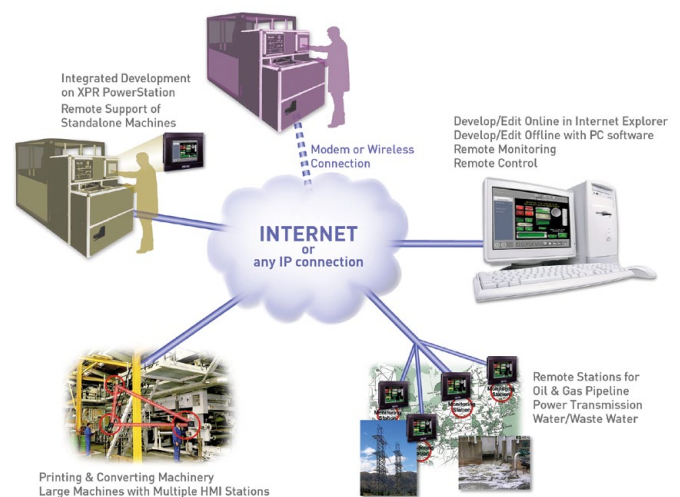 Integrated Development
on XPR PowerStation
Remote Support of
Standalone Machines
Modem or Wireless
Connection
Develop/Edit Online in Internet Explorer
Develop/Edit Offline with PC software
Remote Monitoring
Remote Control
INTERNET
or
any IP connection
Remote Stations for
Oil & Gas Pipeline
Power Transmission
Water/Waste Water
Monitoring
Station
Printing & Converting Machinery
Large Machines with Multiple HMI Stations